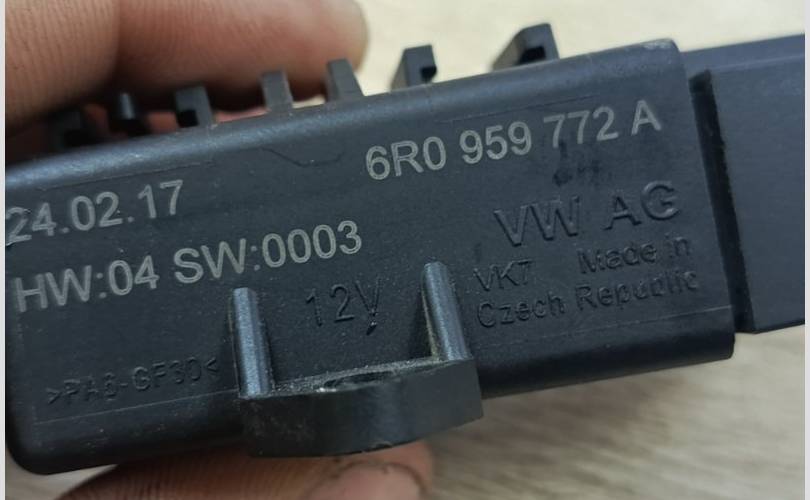 6R0 959 772 A
24.02.17
VW AG
HW:04 SW:0003
VK7 Made in
12V
Czech Republic
>PA6-GF30<